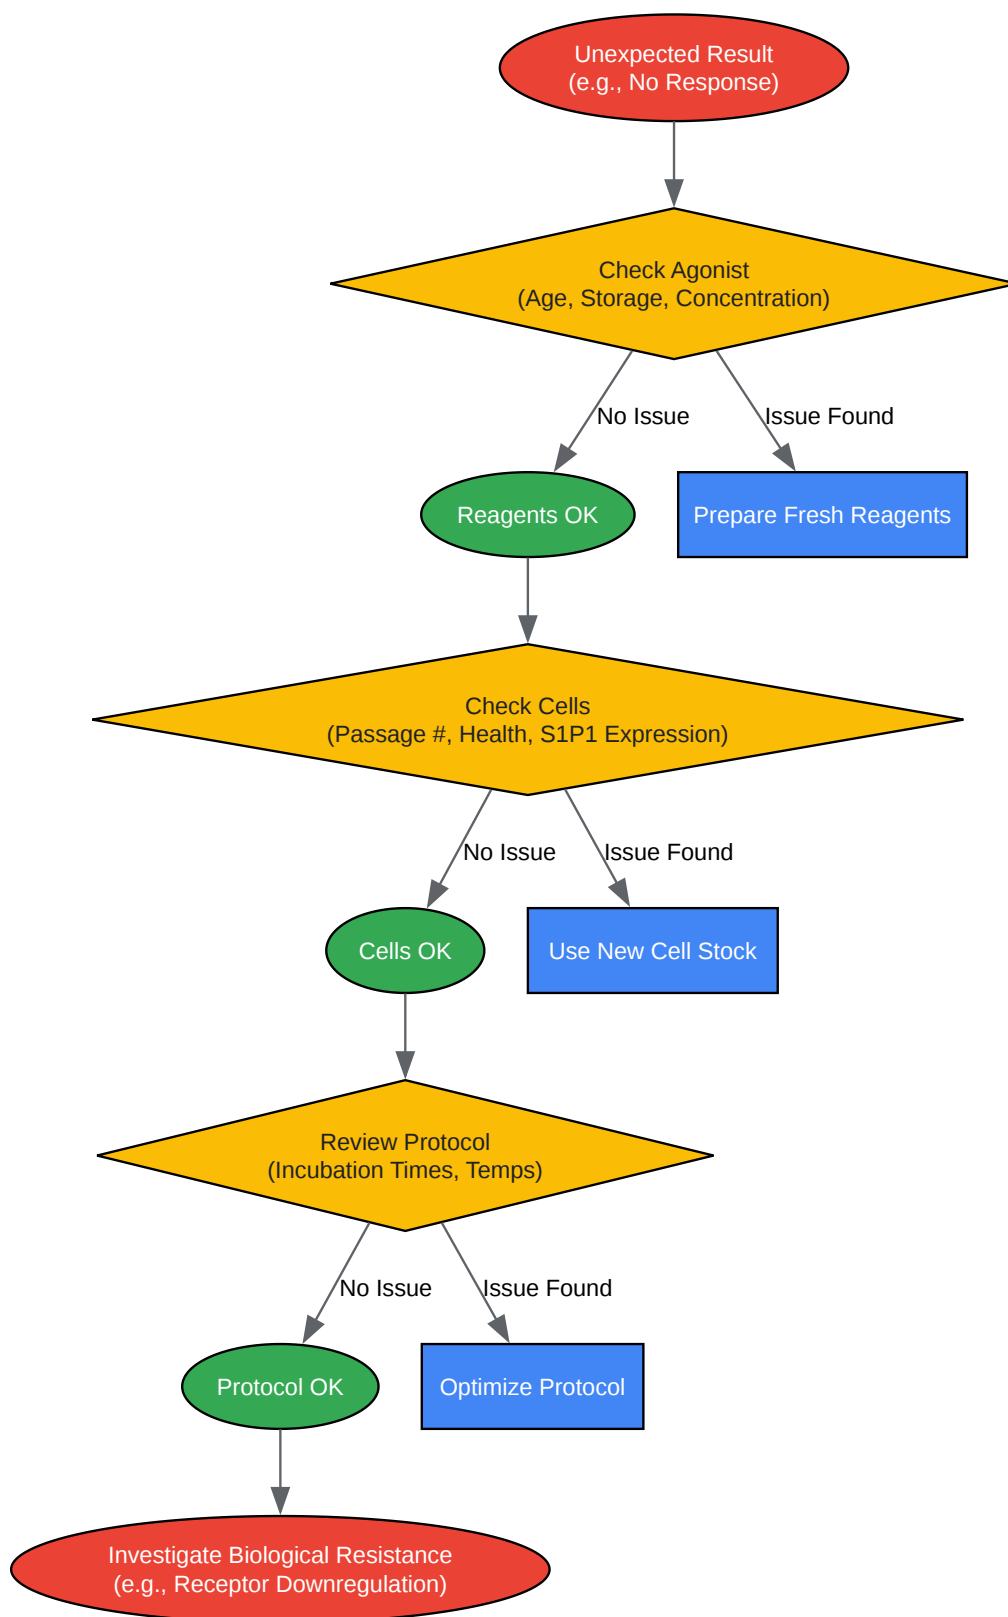 Unexpected Result
(e.g., No Response)
Check Agonist
(Age, Storage, Concentration)
No Issue
Issue Found
Reagents OK
Prepare Fresh Reagents
Check Cells
(Passage #, Health, S1P1 Expression)
No Issue
Issue Found
Cells OK
Use New Cell Stock
Review Protocol
(Incubation Times, Temps)
No Issue
Issue Found
Protocol OK
Optimize Protocol
Investigate Biological Resistance
(e.g., Receptor Downregulation)